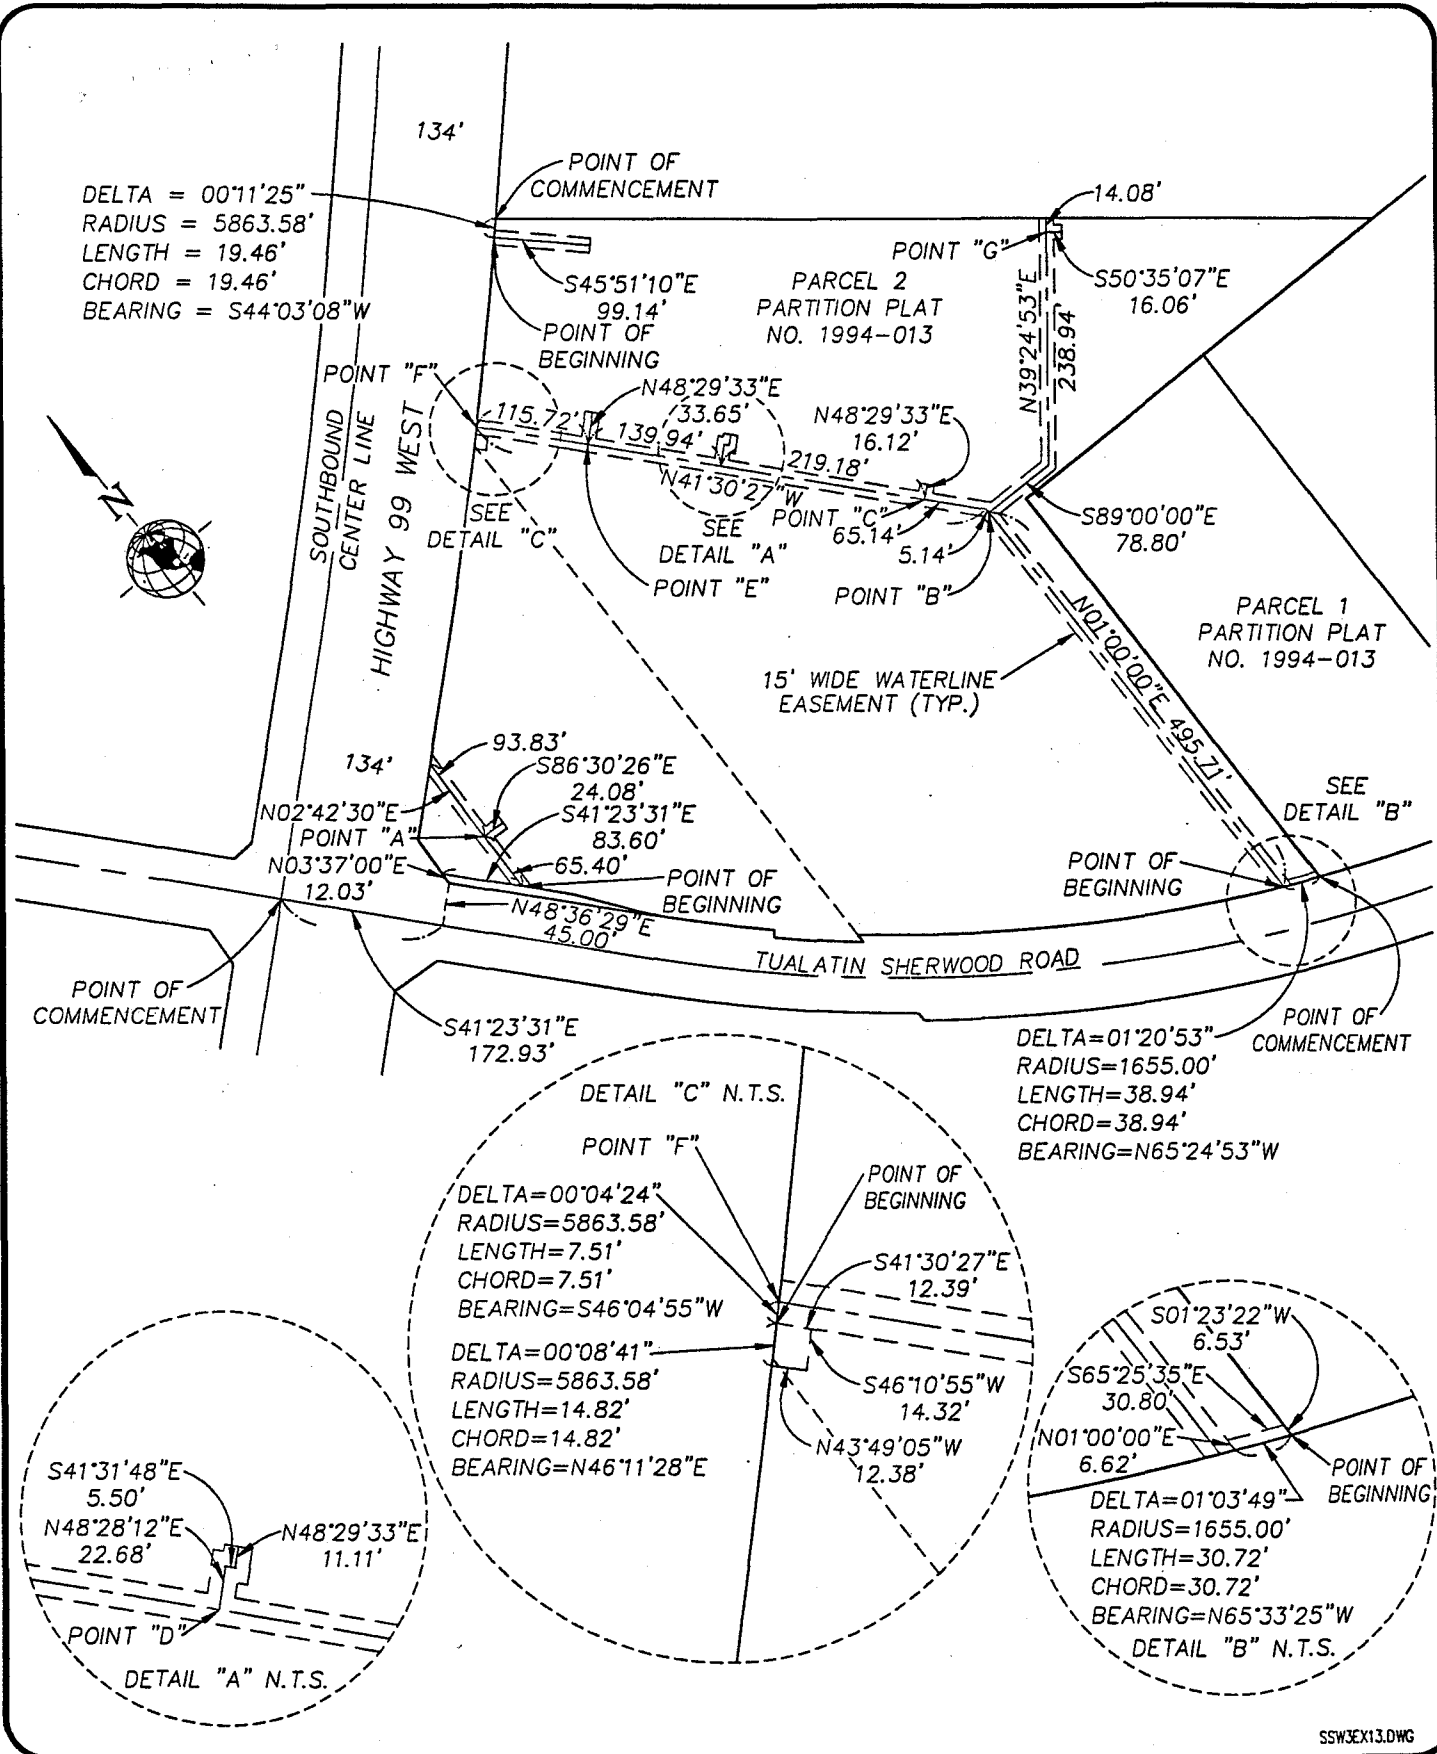 134'
POINT OF
COMMENCEMENT
DELTA = 00°11'25"
RADIUS = 5863.58'
LENGTH = 19.46'
CHORD = 19.46'
BEARING = S44°03'08"W
14.08'
POINT "G"
S50°35'07"E
16.06'
S45°51'10"E
99.14'
PARCEL 2
PARTITION PLAT
NO. 1994-013
N39°24'53"E
238.94'
POINT OF
BEGINNING
POINT "F"
N48°29'33"E
33.65'
N48°29'33"E
16.12'
115.72'
139.94'
219.18'
N41°30'27"W
SOUTHBOUND
CENTER LINE
HIGHWAY 99 WEST
N
SEE
DETAIL "C"
SEE
DETAIL "A"
POINT "C"
65.14'
5.14'
S89°00'00"E
78.80'
POINT "E"
POINT "B"
PARCEL 1
PARTITION PLAT
NO. 1994-013
N01°00'00"E 495.71'
15' WIDE WATERLINE
EASEMENT (TYP.)
134'
93.83'
S86°30'26"E
24.08'
S41°23'31"E
83.60'
N02°42'30"E
POINT "A"
N03°37'00"E
12.03'
65.40'
POINT OF
BEGINNING
N48°36'29"E
45.00'
SEE
DETAIL "B"
POINT OF
BEGINNING
TUALATIN SHERWOOD ROAD
POINT OF
COMMENCEMENT
S41°23'31"E
172.93'
POINT OF
COMMENCEMENT
DELTA=01°20'53"
RADIUS=1655.00'
LENGTH=38.94'
CHORD=38.94'
BEARING=N65°24'53"W
DETAIL "C" N.T.S.
POINT "F"
POINT OF
BEGINNING
DELTA=00°04'24"
RADIUS=5863.58'
LENGTH=7.51'
CHORD=7.51'
BEARING=S46°04'55"W
S41°30'27"E
12.39'
DELTA=00°08'41"
RADIUS=5863.58'
LENGTH=14.82'
CHORD=14.82'
BEARING=N46°11'28"E
S46°10'55"W
14.32'
N43°49'05"W
12.38'
S01°23'22"W
6.53'
S65°25'35"E
30.80'
N01°00'00"E
6.62'
POINT OF
BEGINNING
DELTA=01°03'49"
RADIUS=1655.00'
LENGTH=30.72'
CHORD=30.72'
BEARING=N65°33'25"W
DETAIL "B" N.T.S.
S41°31'48"E
5.50'
N48°28'12"E
22.68'
N48°29'33"E
11.11'
POINT "D"
DETAIL "A" N.T.S.
SSW3EX13.DWG